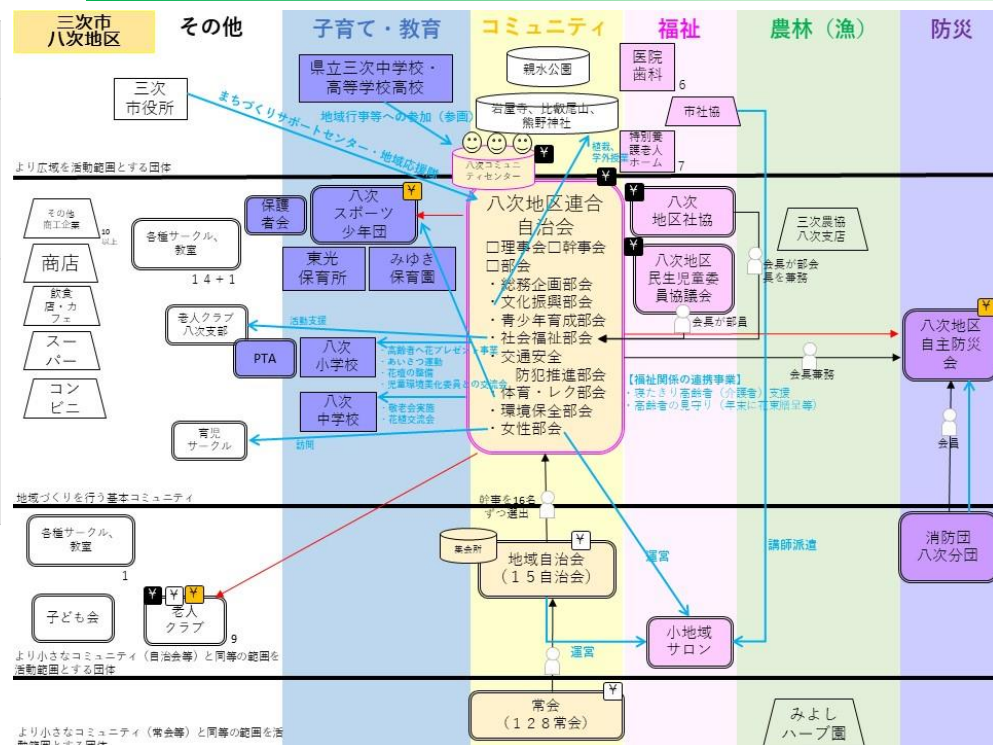 三次市
八次地区
その他
子育て・教育
コミュニティ
福祉
農林（漁）
防災
三次
市役所
県立三次中学校・
高等学校高校
親水公園
医院
歯科
6
まちづくりサポートセンター・地域応援隊
地域行事等への参加（参画）
岩屋寺、比叡尾山、
熊野神社
市社協
植栽、
学外授業
特別養
護老人
ホーム
7
八次コミュニ
ティセンター
¥
より広域を活動範囲とする団体
その他
商工企業
10
以上
商店
飲食
店・カ
フェ
スー
パー
コン
ビニ
各種サークル、
教室
１４＋１
保護
者会
¥
八次
スポーツ
少年団
東光
保育所
みゆき
保育園
老人クラブ
八次支部
活動支援
PTA
八次
小学校
・高齢者へ花プレゼント事業
・あいさつ運動
・花壇の整備
・児童環境美化委員との交流会
八次
中学校
・敬老会実施
・花植交流会
育児
サークル
訪問
¥
八次地区連合
自治会
□理事会□幹事会
□部会
・総務企画部会
・文化振興部会
・青少年育成部会
・社会福祉部会
・交通安全
防犯推進部会
・体育・レク部会
・環境保全部会
・女性部会
¥
八次
地区社協
¥
八次地区
民生児童委
員協議会
会長が部員
会長が部会
長を兼務
三次農協
八次支店
会長兼務
【福祉関係の連携事業】
・寝たきり高齢者（介護者）支援
・高齢者の見守り（年末に花束贈呈等）
¥
八次地区
自主防災
会
会員
地域づくりを行う基本コミュニティ
幹事を16名
ずつ選出
各種サークル、
教室
1
子ども会
¥ ¥ ¥
老人
クラブ
9
集会所
¥
地域自治会
（１５自治会）
運営
運営
講師派遣
小地域
サロン
消防団
八次分団
より小さなコミュニティ（自治会等）と同等の範囲を
活動範囲とする団体
¥
常会
（１２８常会）
みよし
ハーブ園
より小さなコミュニティ（常会等）と同等の範囲を活
動範囲とする団体